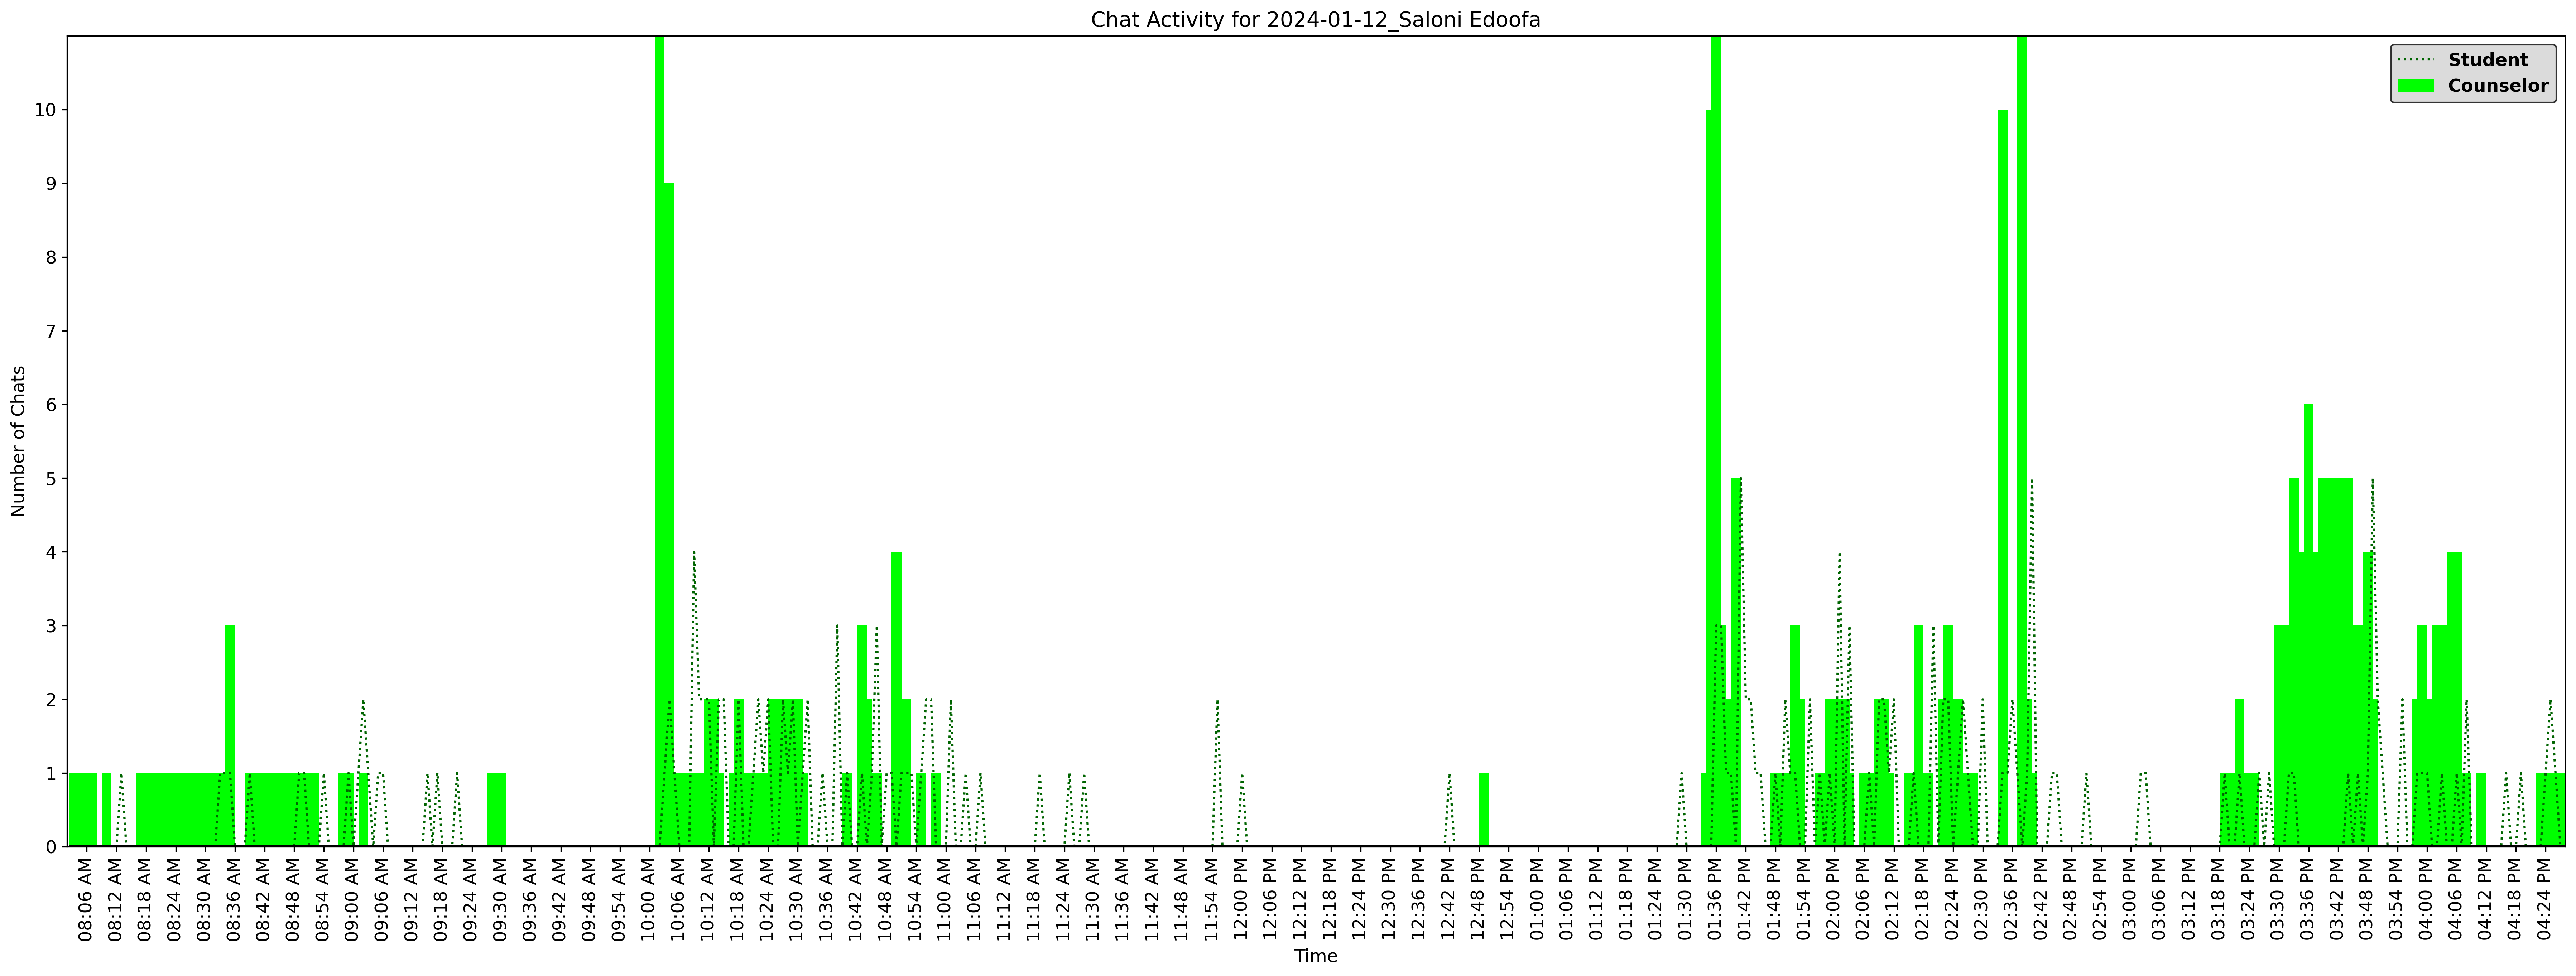 Chat Activity for 2024-01-12_Saloni Edoofa
Student
Counselor
Number of Chats
10
9
8
7
6
5
4
3
2
1
0
08:06 AM
08:12 AM
08:18 AM
08:24 AM
08:30 AM
08:36 AM
08:42 AM
08:48 AM
08:54 AM
09:00 AM
09:06 AM
09:12 AM
09:18 AM
09:24 AM
09:30 AM
09:36 AM
09:42 AM
09:48 AM
09:54 AM
10:00 AM
10:06 AM
10:12 AM
10:18 AM
10:24 AM
10:30 AM
10:36 AM
10:42 AM
10:48 AM
10:54 AM
11:00 AM
11:06 AM
11:12 AM
11:18 AM
11:24 AM
11:30 AM
11:36 AM
11:42 AM
11:48 AM
11:54 AM
12:00 PM
12:06 PM
12:12 PM
12:18 PM
12:24 PM
12:30 PM
12:36 PM
12:42 PM
12:48 PM
12:54 PM
01:00 PM
01:06 PM
01:12 PM
01:18 PM
01:24 PM
01:30 PM
01:36 PM
01:42 PM
01:48 PM
01:54 PM
02:00 PM
02:06 PM
02:12 PM
02:18 PM
02:24 PM
02:30 PM
02:36 PM
02:42 PM
02:48 PM
02:54 PM
03:00 PM
03:06 PM
03:12 PM
03:18 PM
03:24 PM
03:30 PM
03:36 PM
03:42 PM
03:48 PM
03:54 PM
04:00 PM
04:06 PM
04:12 PM
04:18 PM
04:24 PM
Time